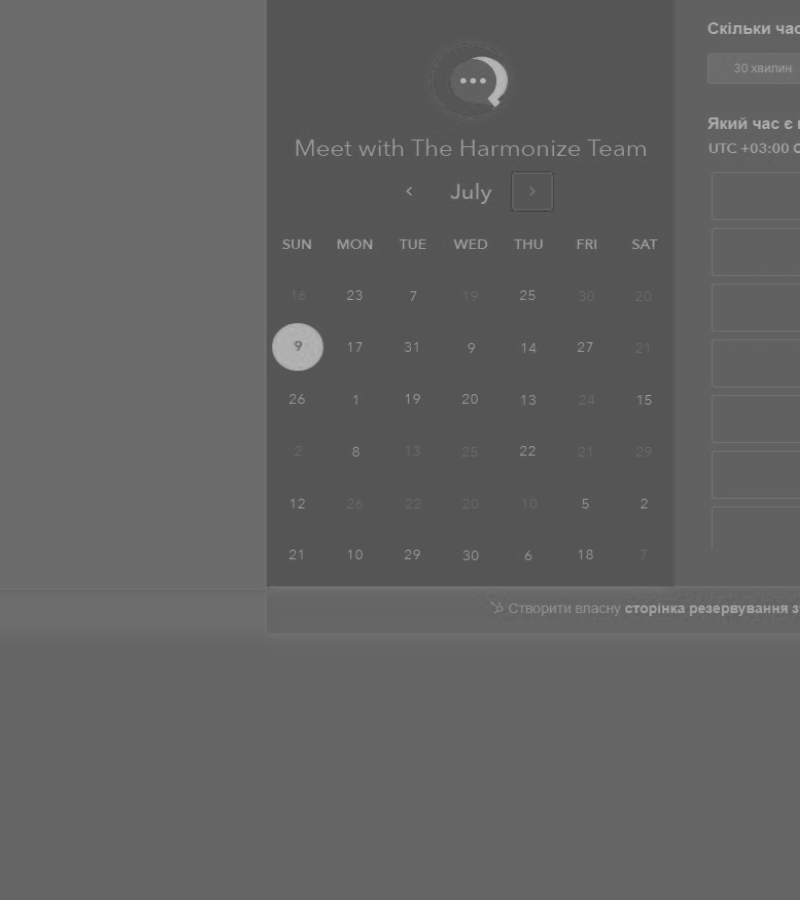 Скільки час
30 хвилин
Який час є
UTC +03:00
Meet with The Harmonize Team
July
SUN MON TUE WED THU FRI SAT
16 23 7 19 25 30 20
9 17 31 9 14 27 21
26 1 19 20 13 24 15
2 8 13 25 22 21 29
12 26 22 20 10 5 2
21 10 29 30 6 18 7
Створити власну сторінка резервування